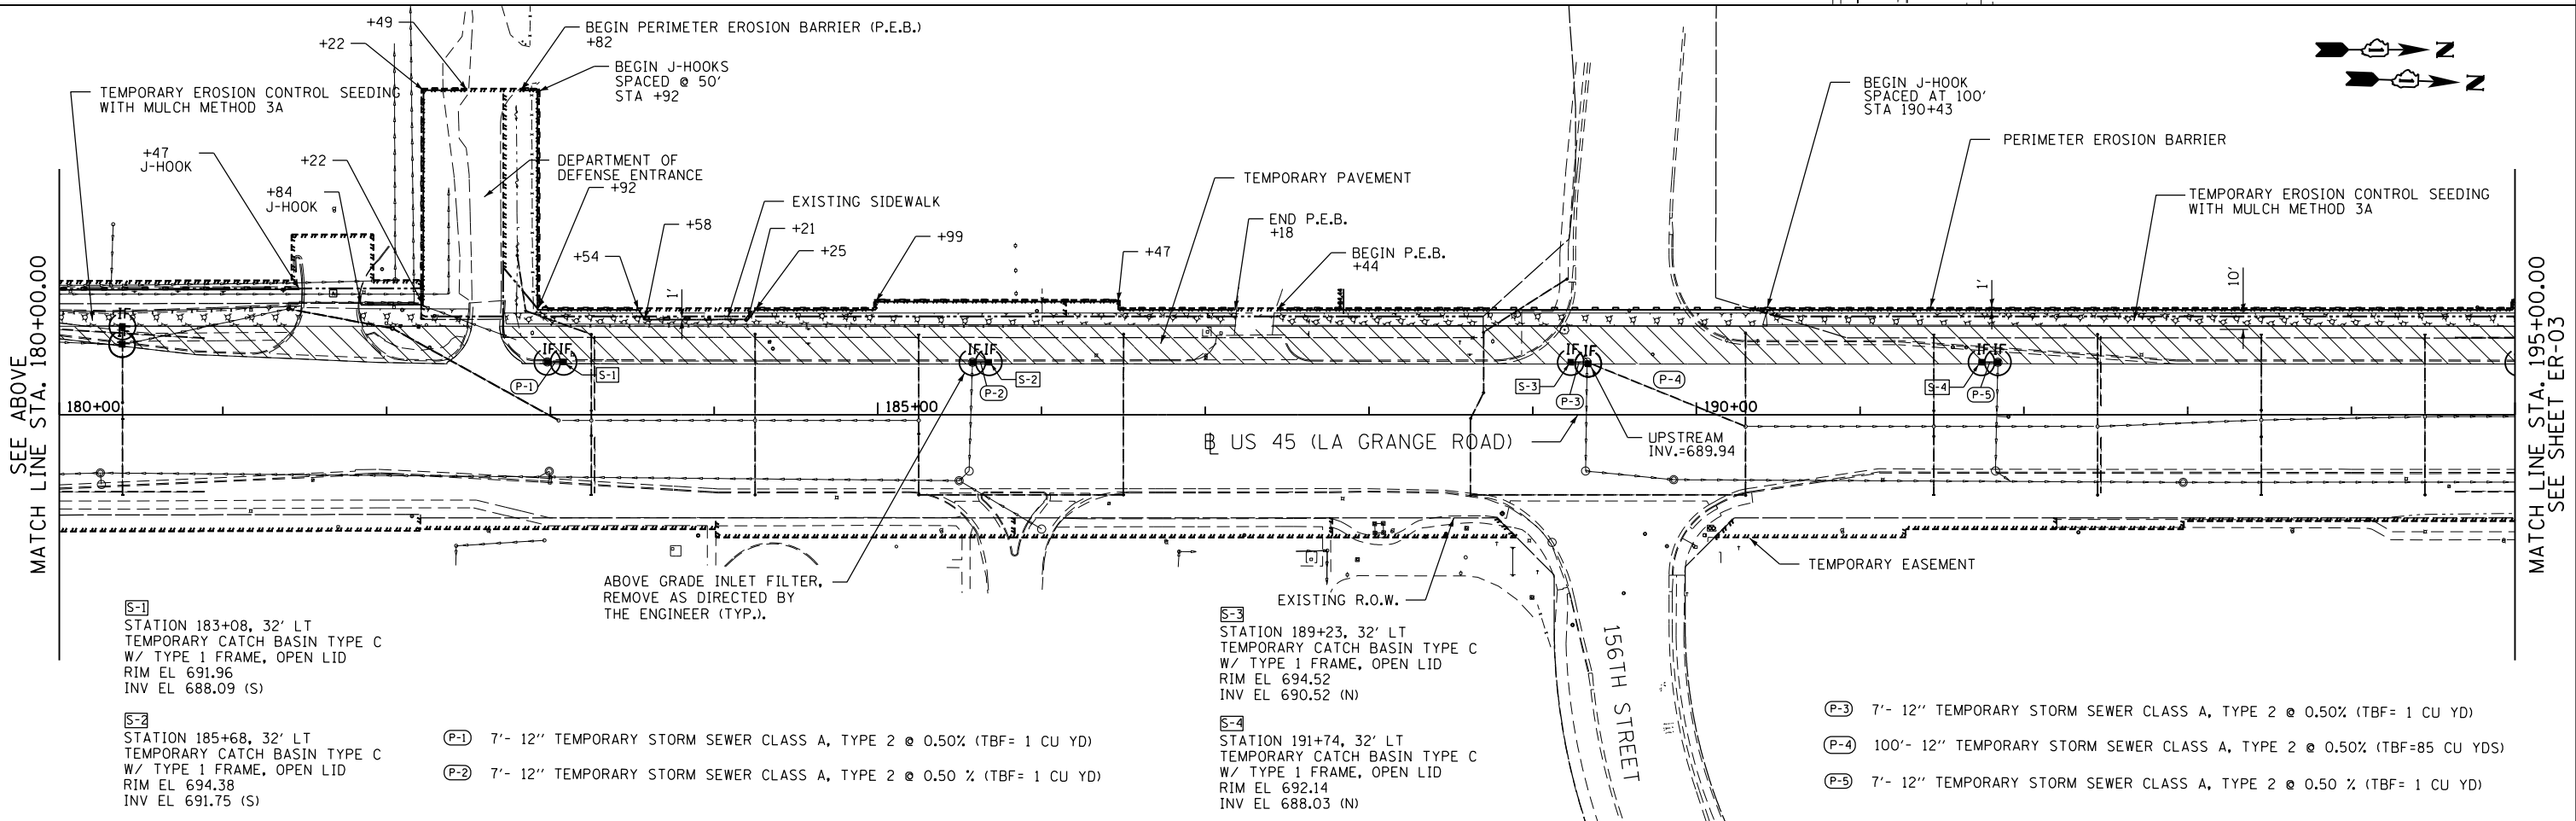 +49
+22
BEGIN PERIMETER EROSION BARRIER (P.E.B.)
+82
BEGIN J-HOOKS
SPACED @ 50'
STA +92
TEMPORARY EROSION CONTROL SEEDING
WITH MULCH METHOD 3A
+47
J-HOOK
+22
+84
J-HOOK
DEPARTMENT OF
DEFENSE ENTRANCE
+92
+54
+58
1'
EXISTING SIDEWALK
+21
+25
+99
+47
TEMPORARY PAVEMENT
END P.E.B.
+18
BEGIN P.E.B.
+44
BEGIN J-HOOK
SPACED AT 100'
STA 190+43
PERIMETER EROSION BARRIER
1'
TEMPORARY EROSION CONTROL SEEDING
WITH MULCH METHOD 3A
10'
N
N
SEE ABOVE
MATCH LINE STA. 180+00.00
IF
IF IF
P-1
S-1
IF IF
P-2
S-2
IF IF
S-3
P-3
P-4
IF IF
S-4
P-5
180+00
185+00
190+00
BL US 45 (LA GRANGE ROAD)
UPSTREAM
INV.=689.94
MATCH LINE STA. 195+00.00
SEE SHEET ER-03
ABOVE GRADE INLET FILTER,
REMOVE AS DIRECTED BY
THE ENGINEER (TYP.).
EXISTING R.O.W.
TEMPORARY EASEMENT
156TH STREET
S-1
STATION 183+08, 32' LT
TEMPORARY CATCH BASIN TYPE C
W/ TYPE 1 FRAME, OPEN LID
RIM EL 691.96
INV EL 688.09 (S)
S-2
STATION 185+68, 32' LT
TEMPORARY CATCH BASIN TYPE C
W/ TYPE 1 FRAME, OPEN LID
RIM EL 694.38
INV EL 691.75 (S)
P-1 7'- 12'' TEMPORARY STORM SEWER CLASS A, TYPE 2 @ 0.50% (TBF= 1 CU YD)
P-2 7'- 12'' TEMPORARY STORM SEWER CLASS A, TYPE 2 @ 0.50 % (TBF= 1 CU YD)
S-3
STATION 189+23, 32' LT
TEMPORARY CATCH BASIN TYPE C
W/ TYPE 1 FRAME, OPEN LID
RIM EL 694.52
INV EL 690.52 (N)
S-4
STATION 191+74, 32' LT
TEMPORARY CATCH BASIN TYPE C
W/ TYPE 1 FRAME, OPEN LID
RIM EL 692.14
INV EL 688.03 (N)
P-3 7'- 12'' TEMPORARY STORM SEWER CLASS A, TYPE 2 @ 0.50% (TBF= 1 CU YD)
P-4 100'- 12'' TEMPORARY STORM SEWER CLASS A, TYPE 2 @ 0.50% (TBF=85 CU YDS)
P-5 7'- 12'' TEMPORARY STORM SEWER CLASS A, TYPE 2 @ 0.50 % (TBF= 1 CU YD)